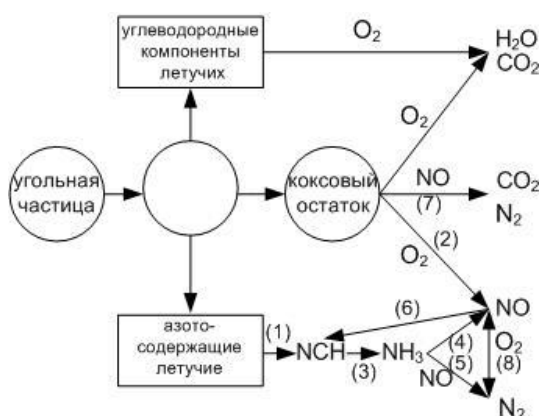 углеводородные
компоненты
летучих
O₂
H₂O
CO₂
O₂
угольная
частица
коксовый
остаток
NO
(7)
CO₂
N₂
(2)
O₂
азото-
содержащие
летучие
(1)
NCH
(3)
NH₃
(6)
NO
(4)
(5)
NO
O₂
(8)
N₂